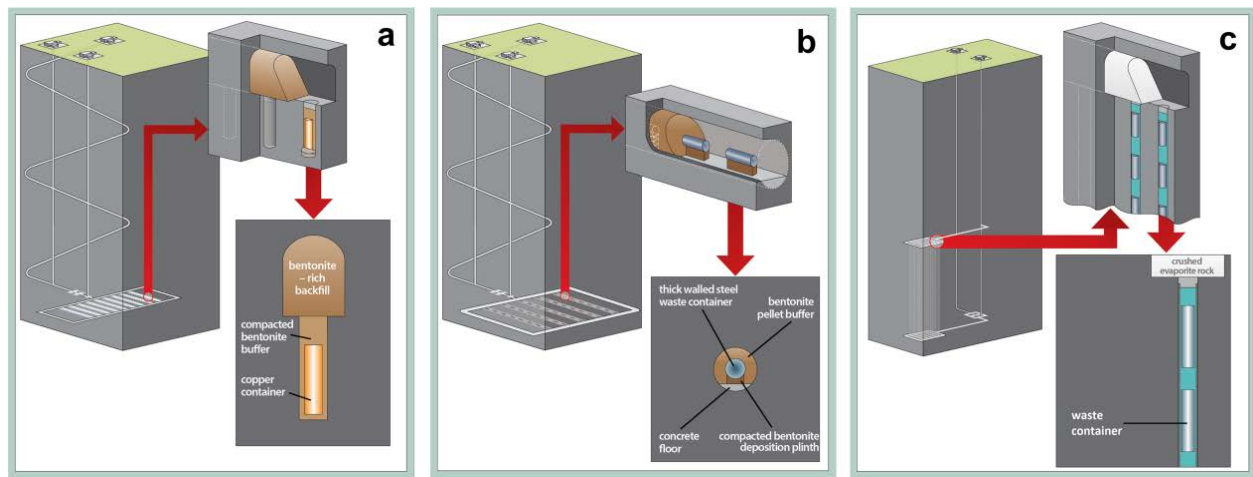 a
bentonite
– rich
backfill
compacted
bentonite
buffer
copper
container
b
thick walled steel
waste container
bentonite
pellet buffer
concrete
floor
compacted bentonite
deposition plinth
c
crushed
evaporite rock
waste
container